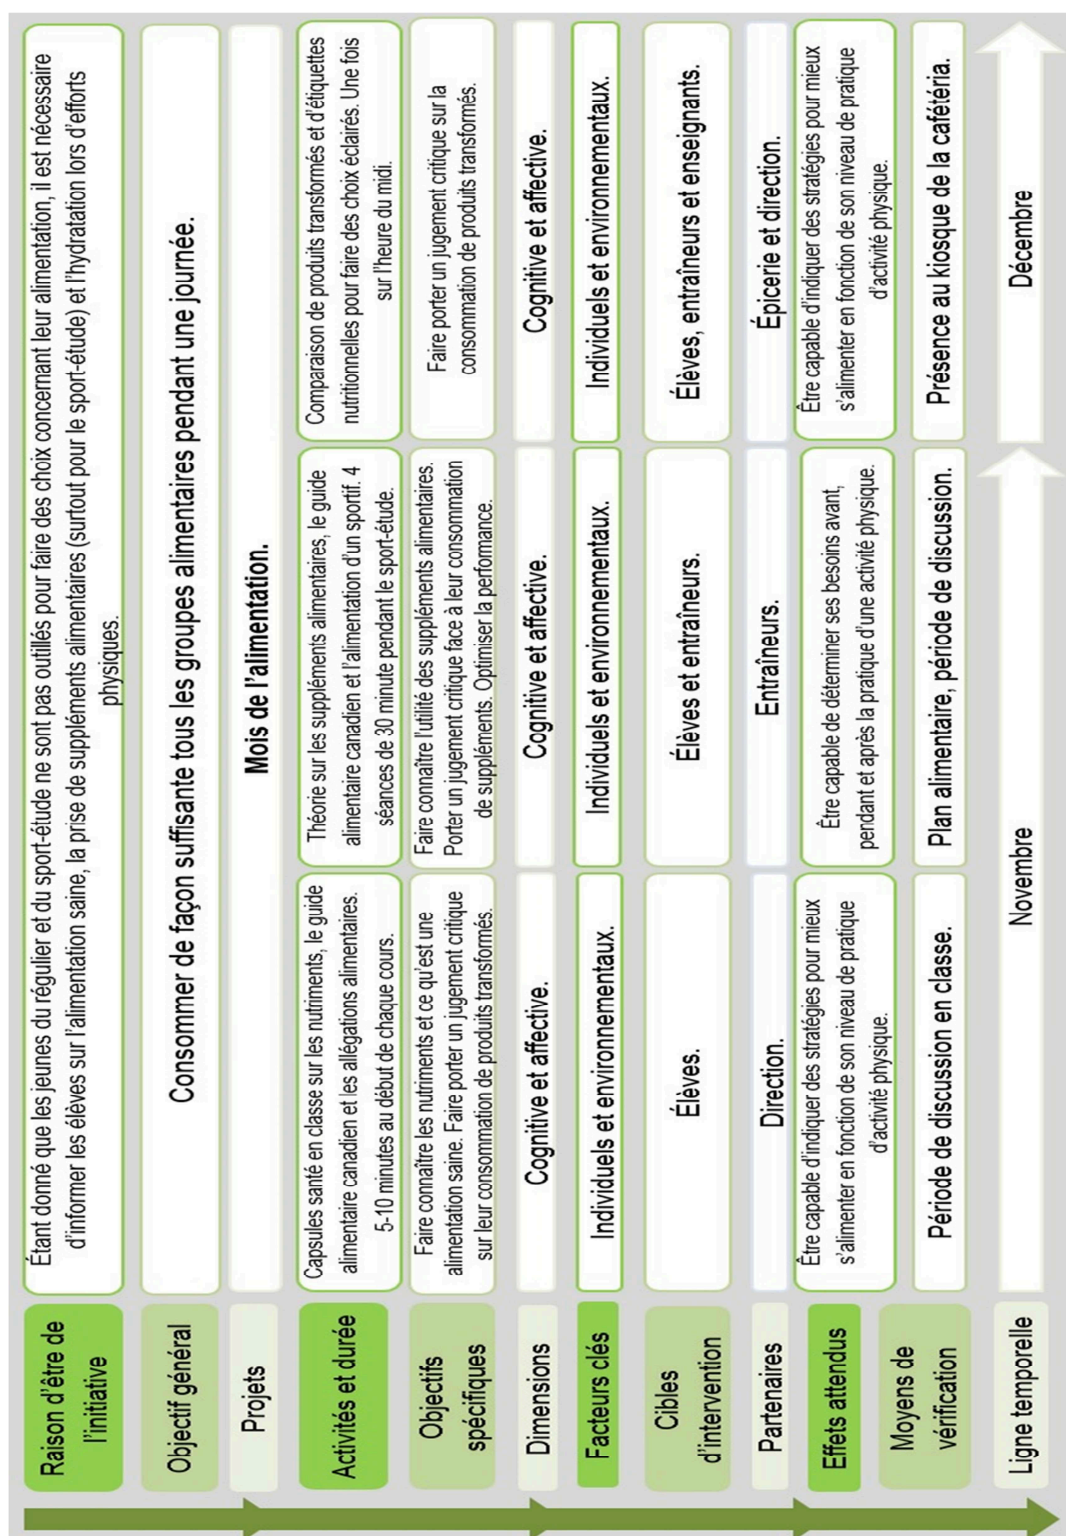 Raison d'être de
l'initiative
Étant donné que les jeunes du régulier et du sport-étude ne sont pas outillés pour faire des choix concernant leur alimentation, il est nécessaire
d'informer les élèves sur l'alimentation saine, la prise de suppléments alimentaires (surtout pour le sport-étude) et l'hydratation lors d'efforts
physiques.
Objectif général
Consommer de façon suffisante tous les groupes alimentaires pendant une journée.
Projets
Mois de l'alimentation.
Activités et durée
Capsules santé en classe sur les nutriments, le guide
alimentaire canadien et les allégations alimentaires.
5-10 minutes au début de chaque cours.
Théorie sur les suppléments alimentaires, le guide
alimentaire canadien et l'alimentation d'un sportif. 4
séances de 30 minute pendant le sport-étude.
Comparaison de produits transformés et d'étiquettes
nutritionnelles pour faire des choix éclairés. Une fois
sur l'heure du midi.
Objectifs
spécifiques
Faire connaître les nutriments et ce qu'est une
alimentation saine. Faire porter un jugement critique
sur leur consommation de produits transformés.
Faire connaître l'utilité des suppléments alimentaires.
Porter un jugement critique face à leur consommation
de suppléments. Optimiser la performance.
Faire porter un jugement critique sur la
consommation de produits transformés.
Dimensions
Cognitive et affective.
Cognitive et affective.
Cognitive et affective.
Facteurs clés
Individuels et environnementaux.
Individuels et environnementaux.
Individuels et environnementaux.
Cibles
d'intervention
Élèves.
Élèves et entraîneurs.
Élèves, entraîneurs et enseignants.
Partenaires
Direction.
Entraîneurs.
Épicerie et direction.
Effets attendus
Être capable d'indiquer des stratégies pour mieux
s'alimenter en fonction de son niveau de pratique
d'activité physique.
Être capable de déterminer ses besoins avant,
pendant et après la pratique d'une activité physique.
Être capable d'indiquer des stratégies pour mieux
s'alimenter en fonction de son niveau de pratique
d'activité physique.
Moyens de
vérification
Période de discussion en classe.
Plan alimentaire, période de discussion.
Présence au kiosque de la cafétéria.
Ligne temporelle
Novembre
Décembre